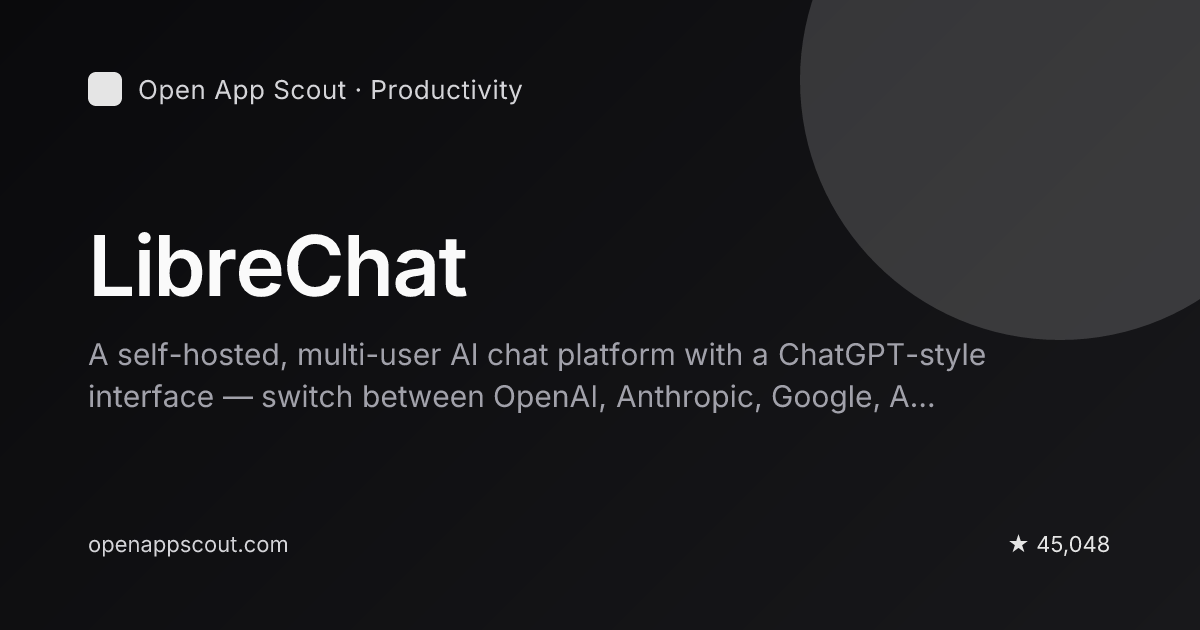 Open App Scout · Productivity
LibreChat
A self-hosted, multi-user AI chat platform with a ChatGPT-style
interface — switch between OpenAI, Anthropic, Google, A...
openappscout.com
★ 45,048